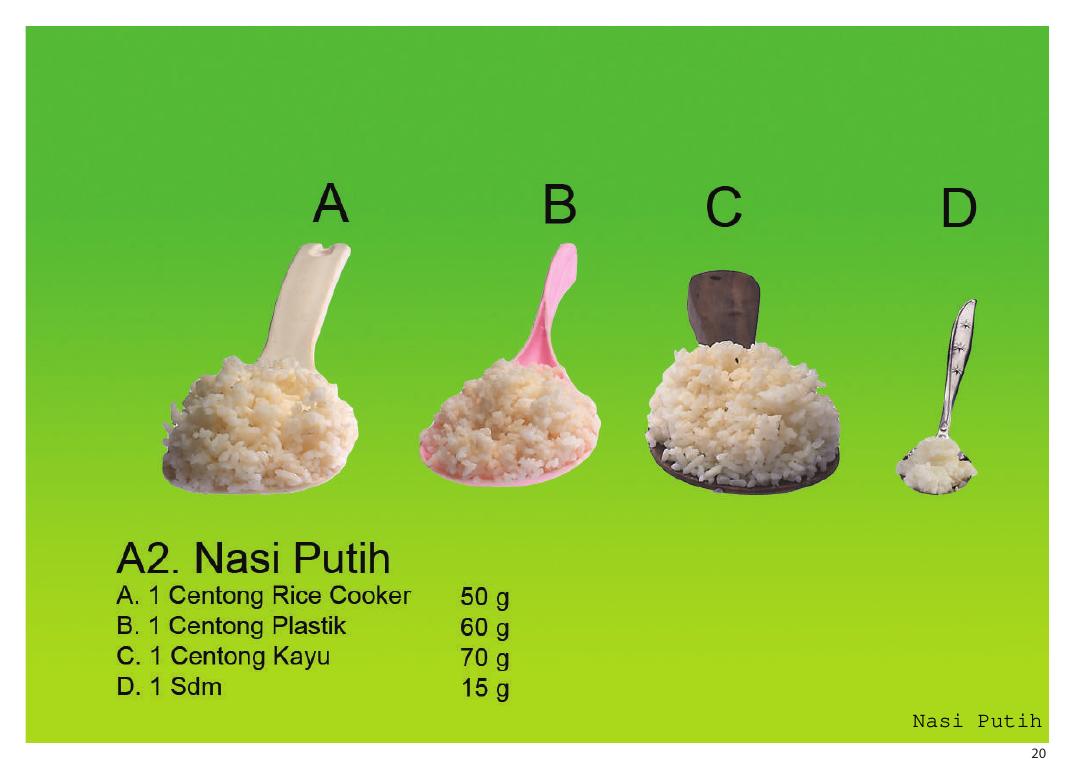 A B C D
A2. Nasi Putih
A. 1 Centong Rice Cooker 50 g
B. 1 Centong Plastik 60 g
C. 1 Centong Kayu 70 g
D. 1 Sdm 15 g
Nasi Putih
20